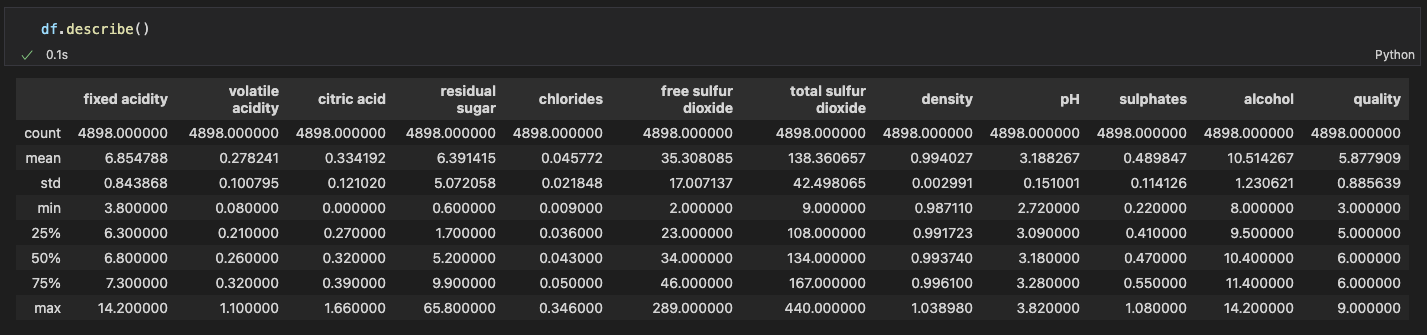 df.describe()
✓ 0.1s Python
fixed acidity volatile acidity citric acid residual sugar chlorides free sulfur dioxide total sulfur dioxide density pH sulphates alcohol quality
count 4898.000000 4898.000000 4898.000000 4898.000000 4898.000000 4898.000000 4898.000000 4898.000000 4898.000000 4898.000000 4898.000000 4898.000000
mean 6.854788 0.278241 0.334192 6.391415 0.045772 35.308085 138.360657 0.994027 3.188267 0.489847 10.514267 5.877909
std 0.843868 0.100795 0.121020 5.072058 0.021848 17.007137 42.498065 0.002991 0.151001 0.114126 1.230621 0.885639
min 3.800000 0.080000 0.000000 0.600000 0.009000 2.000000 9.000000 0.987110 2.720000 0.220000 8.000000 3.000000
25% 6.300000 0.210000 0.270000 1.700000 0.036000 23.000000 108.000000 0.991723 3.090000 0.410000 9.500000 5.000000
50% 6.800000 0.260000 0.320000 5.200000 0.043000 34.000000 134.000000 0.993740 3.180000 0.470000 10.400000 6.000000
75% 7.300000 0.320000 0.390000 9.900000 0.050000 46.000000 167.000000 0.996100 3.280000 0.550000 11.400000 6.000000
max 14.200000 1.100000 1.660000 65.800000 0.346000 289.000000 440.000000 1.038980 3.820000 1.080000 14.200000 9.000000